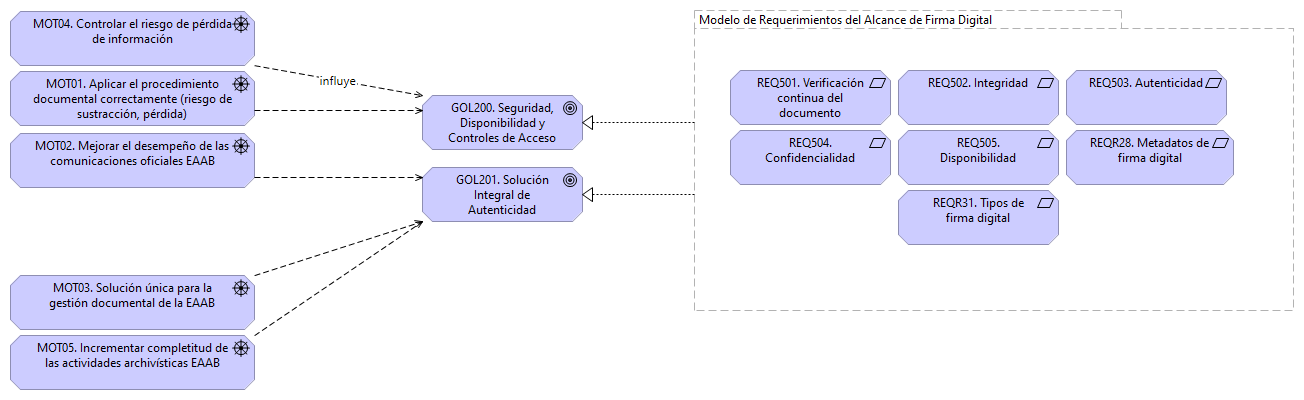 MOT04. Controlar el riesgo de pérdida
de información
influye.
MOT01. Aplicar el procedimiento
documental correctamente (riesgo de
sustracción, pérdida)
MOT02. Mejorar el desempeño de las
comunicaciones oficiales EAAB
MOT03. Solución única para la
gestión documental de la EAAB
MOT05. Incrementar completitud de
las actividades archivísticas EAAB
GOL200. Seguridad,
Disponibilidad y
Controles de Acceso
GOL201. Solución
Integral de
Autenticidad
Modelo de Requerimientos del Alcance de Firma Digital
REQ501. Verificación
continua del
documento
REQ502. Integridad
REQ503. Autenticidad
REQ504.
Confidencialidad
REQ505.
Disponibilidad
REQR28. Metadatos de
firma digital
REQR31. Tipos de
firma digital